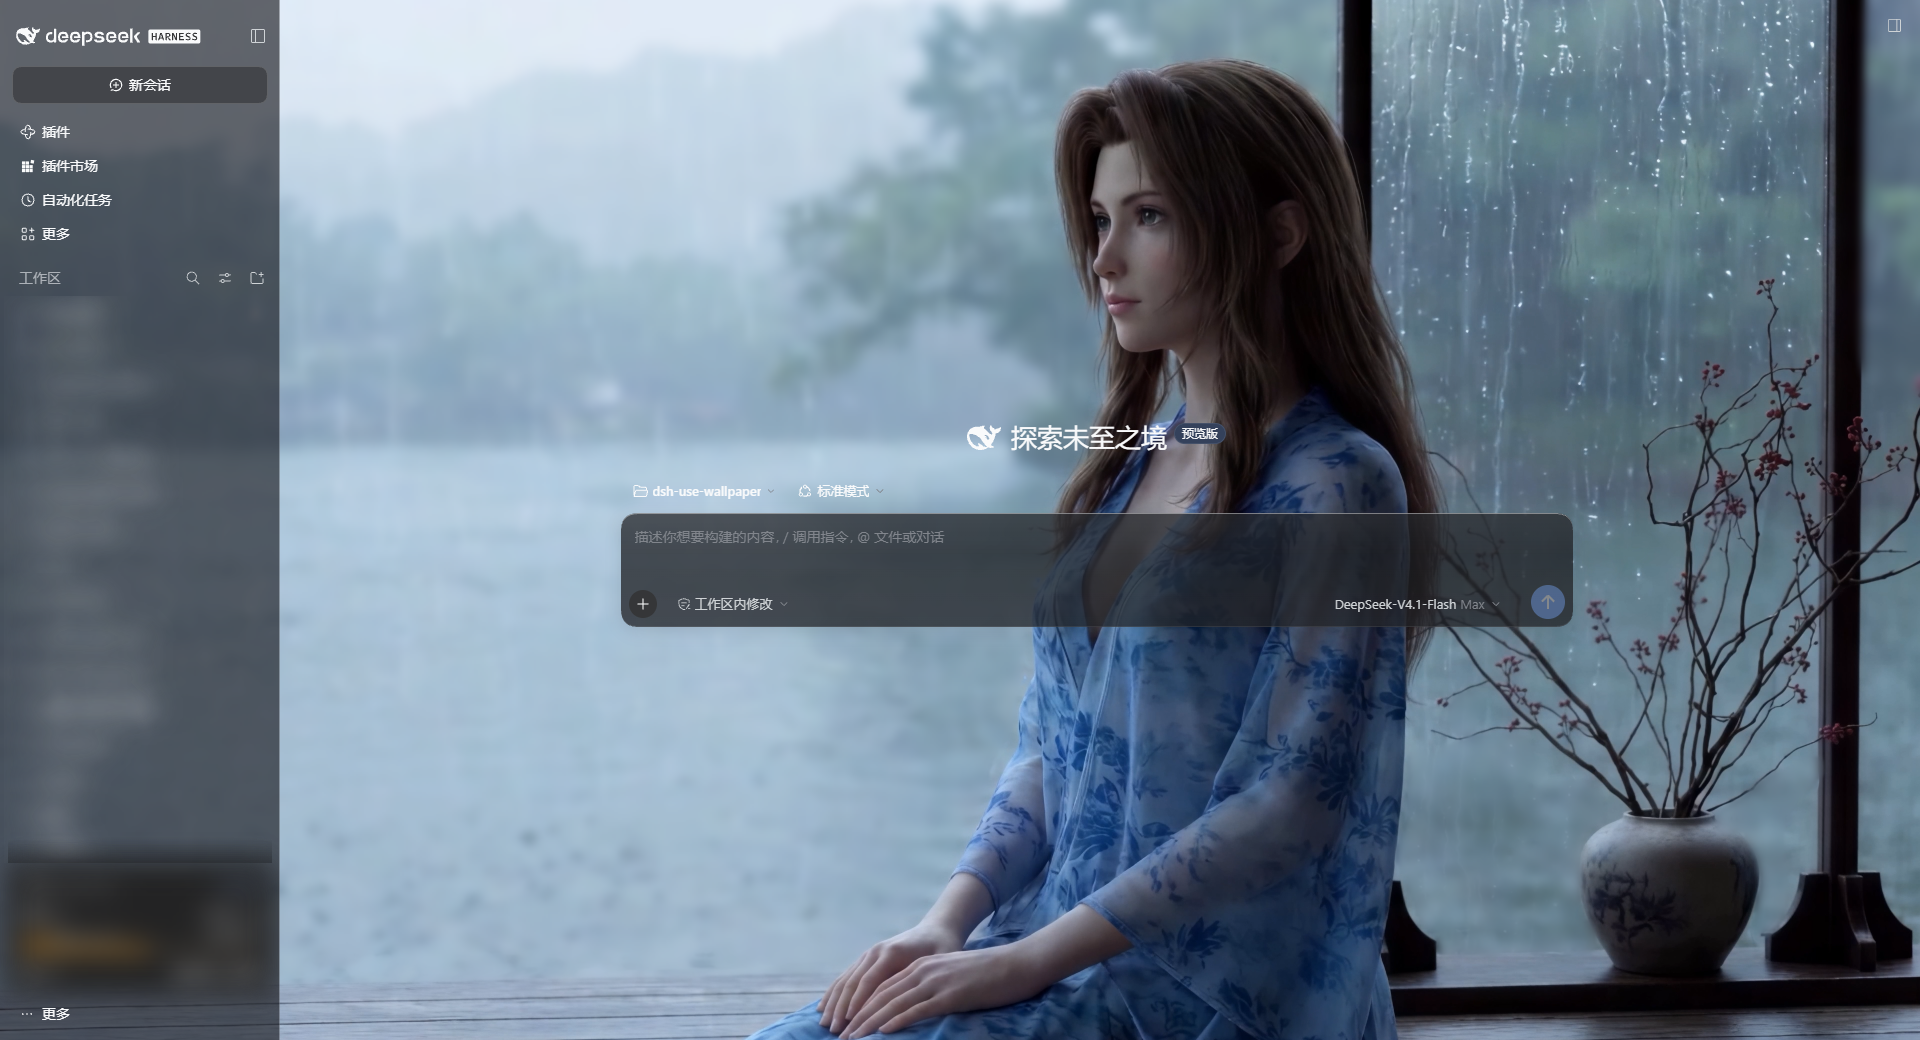 deepseek HARNESS
新会话
插件
插件市场
自动化任务
更多
工作区
探索未至之境 预览版
dsh-use-wallpaper 标准模式
描述你想要构建的内容, / 调用指令, @ 文件或对话
工作区内修改 DeepSeek-V4.1-Flash Max
更多